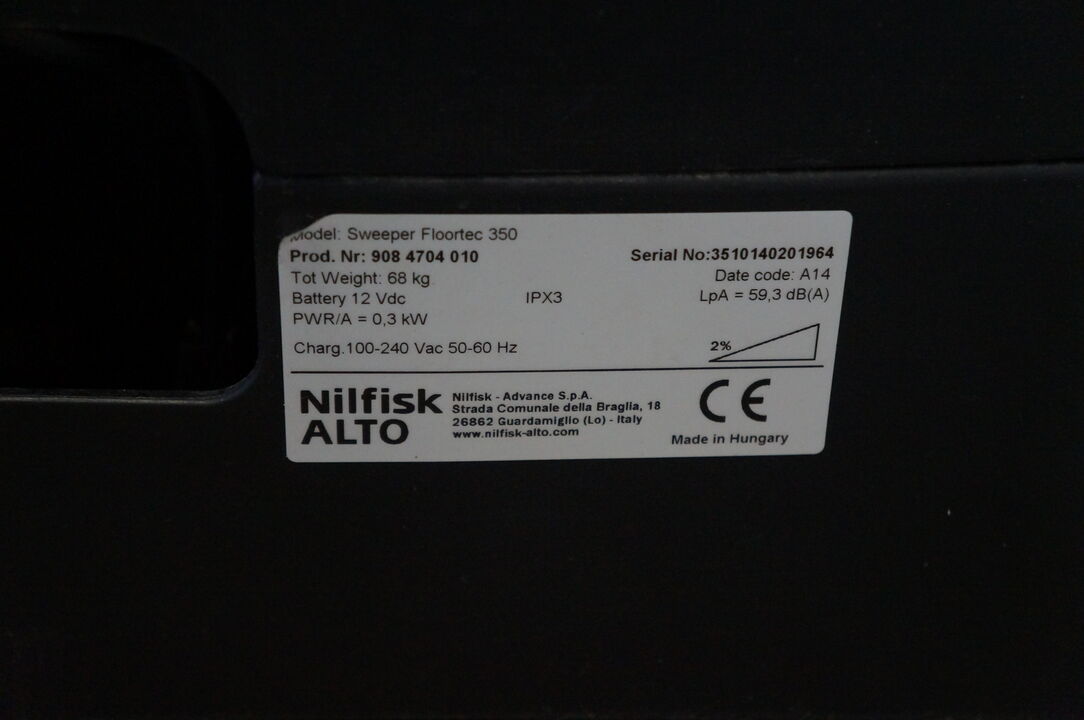 Model: Sweeper Floortec 350
Prod. Nr: 908 4704 010
Serial No:3510140201964
Tot Weight: 68 kg
Date code: A14
Battery 12 Vdc
IPX3
LpA = 59,3 dB(A)
PWR/A = 0,3 kW
2%
Charg.100-240 Vac 50-60 Hz
Nilfisk
ALTO
Nilfisk - Advance S.p.A.
Strada Comunale della Braglia, 18
26862 Guardamiglio (Lo) - Italy
www.nilfisk-alto.com
CE
Made in Hungary